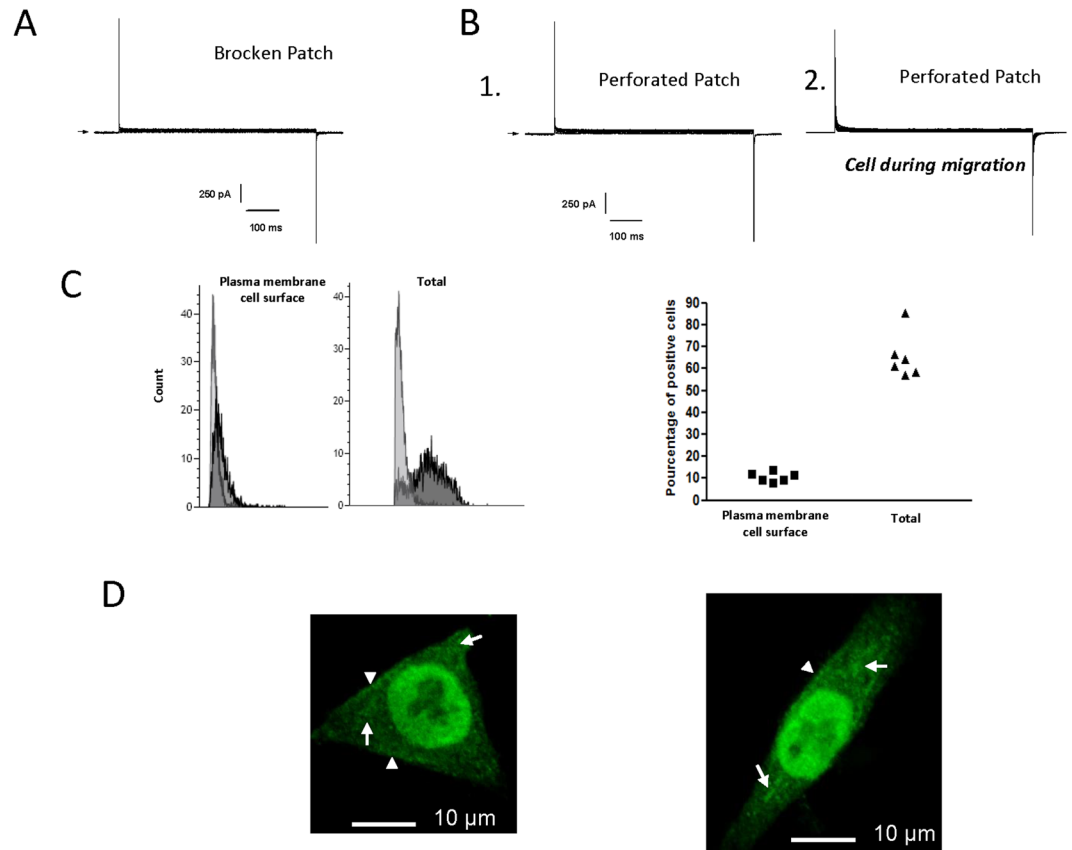 A
Brocken Patch
250 pA
100 ms
B
1.
Perforated Patch
250 pA
100 ms
2.
Perforated Patch
Cell during migration
C
Plasma membrane
cell surface
Total
Count
40
30
20
10
0
40
30
20
10
0
Pourcentage of positive cells
90
80
70
60
50
40
30
20
10
0
Plasma membrane
cell surface
Total
D
10 µm
10 µm